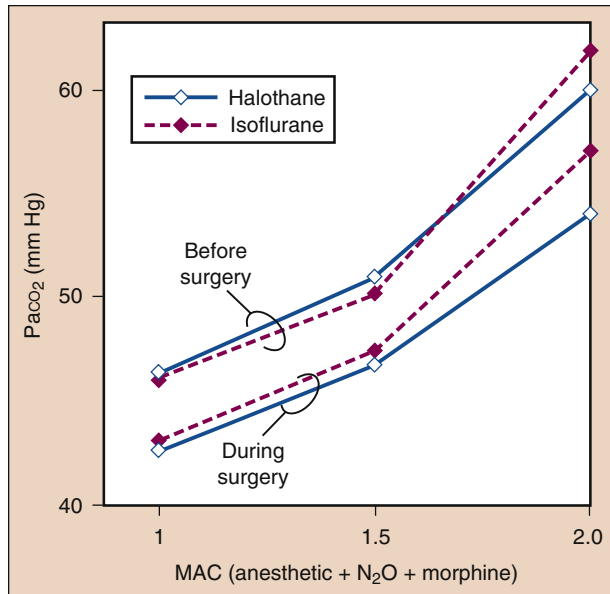 Halothane
Isoflurane
60
50
40
Paco₂ (mm Hg)
Before
surgery
During
surgery
1
1.5
2.0
MAC (anesthetic + N₂O + morphine)